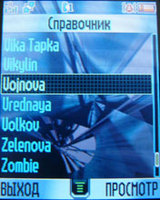 Справочник
Vika Tapka
Vikylin
Vojnova
Vrednaya
Volkov
Zelenova
Zombie
ВЫХОД ПРОСМОТР